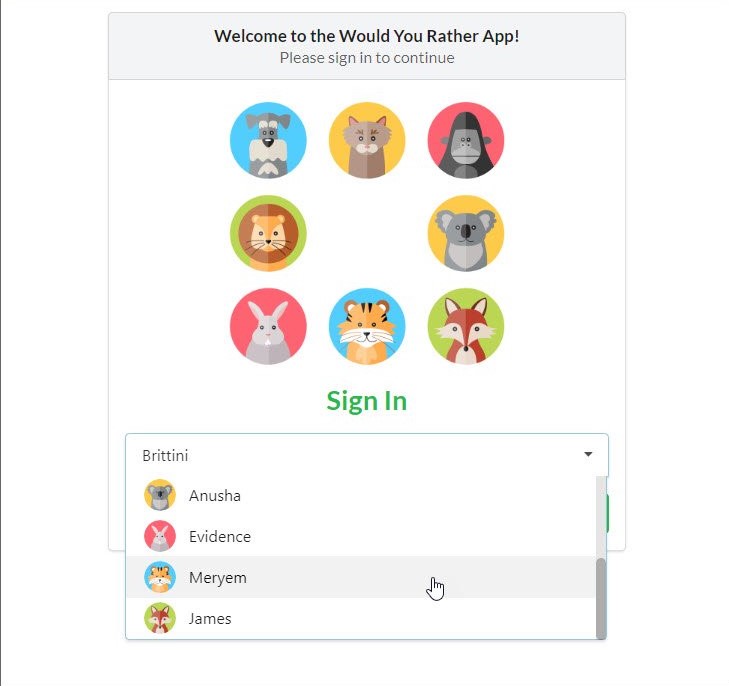 Welcome to the Would You Rather App!
Please sign in to continue
Sign In
Brittini
Anusha
Evidence
Meryem
James